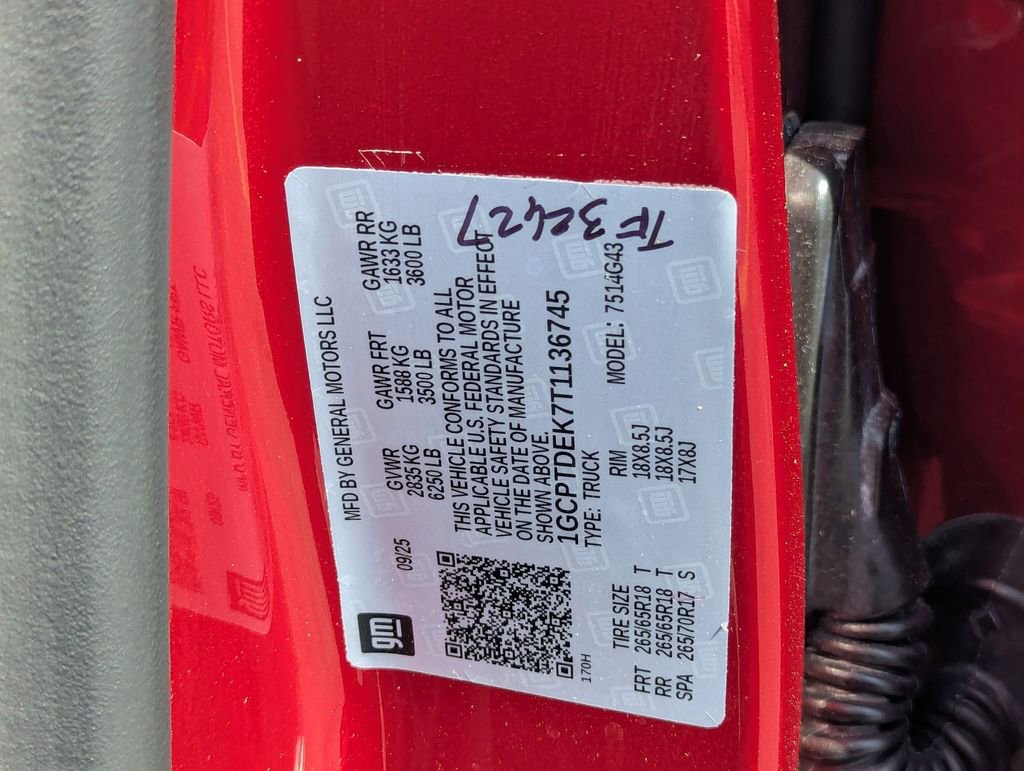 MFD BY GENERAL MOTORS LLC
gm
09/25
GVWR GAWR FRT GAWR RR
2835 KG 1588 KG 1633 KG
6250 LB 3500 LB 3600 LB
THIS VEHICLE CONFORMS TO ALL
APPLICABLE U.S. FEDERAL MOTOR
VEHICLE SAFETY STANDARDS IN EFFECT
ON THE DATE OF MANUFACTURE
SHOWN ABOVE.
1GCPTDEK7T1136745
TYPE: TRUCK MODEL: 7514G43
170H
TIRE SIZE RIM
FRT 265/65R18 T 18X8.5J
RR 265/65R18 T 18X8.5J
SPA 265/70R17 S 17X8J